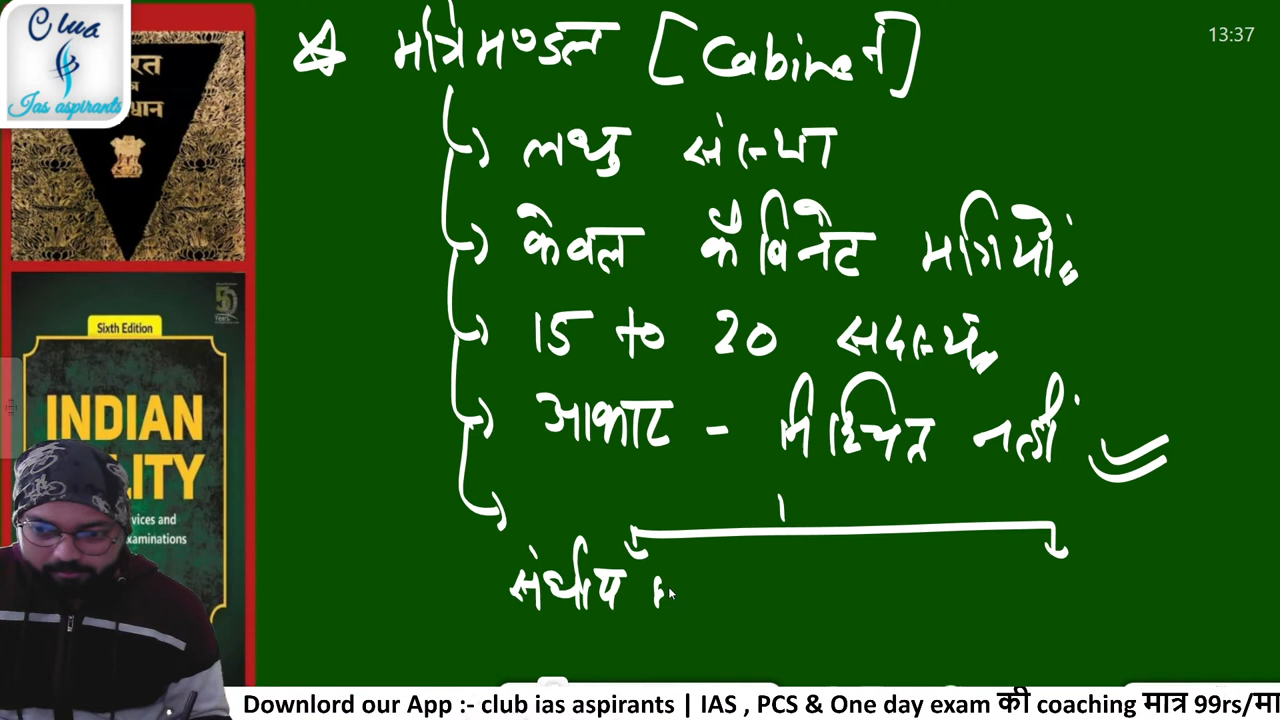 Club
Ias aspirants
13:37
मंत्रिमण्डल [Cabinet]
लघु संस्था
केवल कैबिनेट मंत्रियों
15 to 20 सदस्य
आकार - निश्चित नहीं
संघीय
Sixth Edition
INDIAN
LITY
vices and
xaminations
Downlord our App :- club ias aspirants | IAS , PCS & One day exam की coaching मात्र 99rs/मा